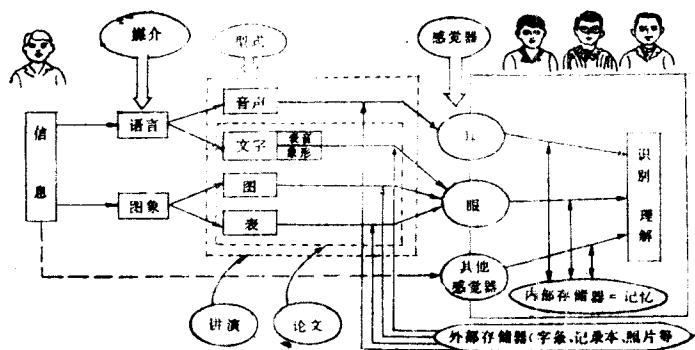 媒介
型式
感觉器
信息
语言
音声
文字
表音
象形
图象
图
表
耳
眼
其他
感觉器
识别
理解
内部存储器=记忆
讲演
论文
外部存储器(字条、记录本、照片等